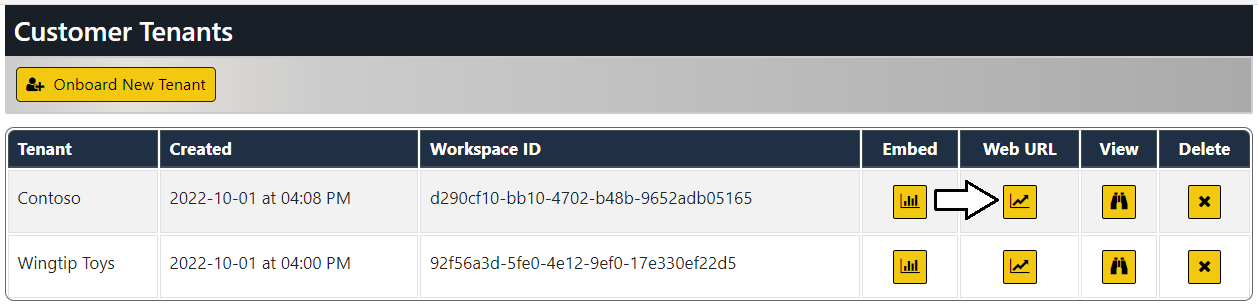 Customer Tenants
Onboard New Tenant
Tenant Created Workspace ID Embed Web URL View Delete
Contoso 2022-10-01 at 04:08 PM d290cf10-bb10-4702-b48b-9652adb05165
Wingtip Toys 2022-10-01 at 04:00 PM 92f56a3d-5fe0-4e12-9ef0-17e330ef22d5